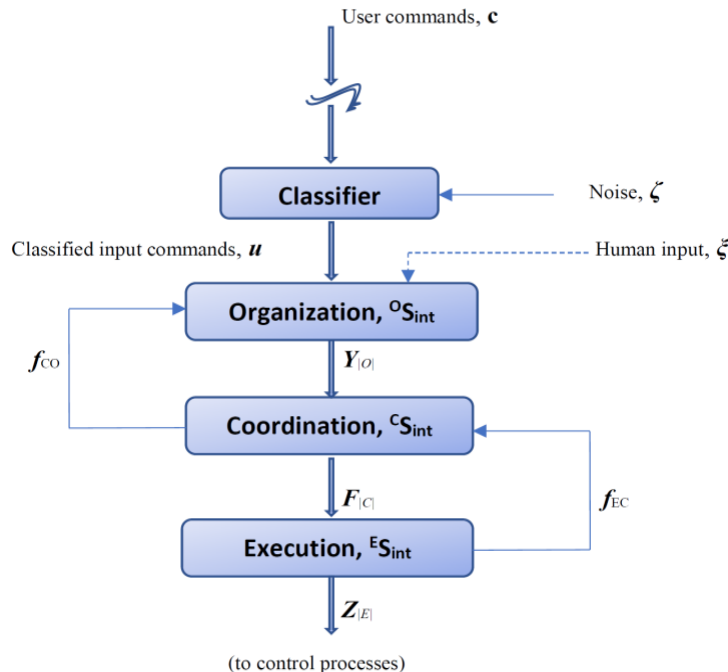 User commands, c
Classifier
Noise, ζ
Classified input commands, u
Human input, ξ
Organization, ᴼSint
fCO
Y|O|
Coordination, ᶜSint
F|C|
fEC
Execution, ᴱSint
Z|E|
(to control processes)